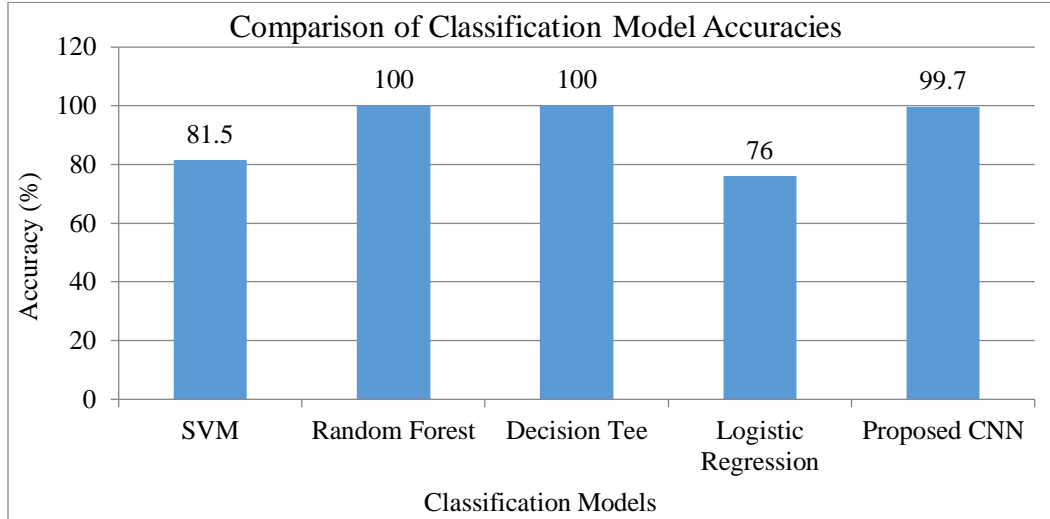 Comparison of Classification Model Accuracies
120
100
80
60
40
20
0
Accuracy (%)
81.5
100
100
76
99.7
SVM
Random Forest
Decision Tee
Logistic
Regression
Proposed CNN
Classification Models